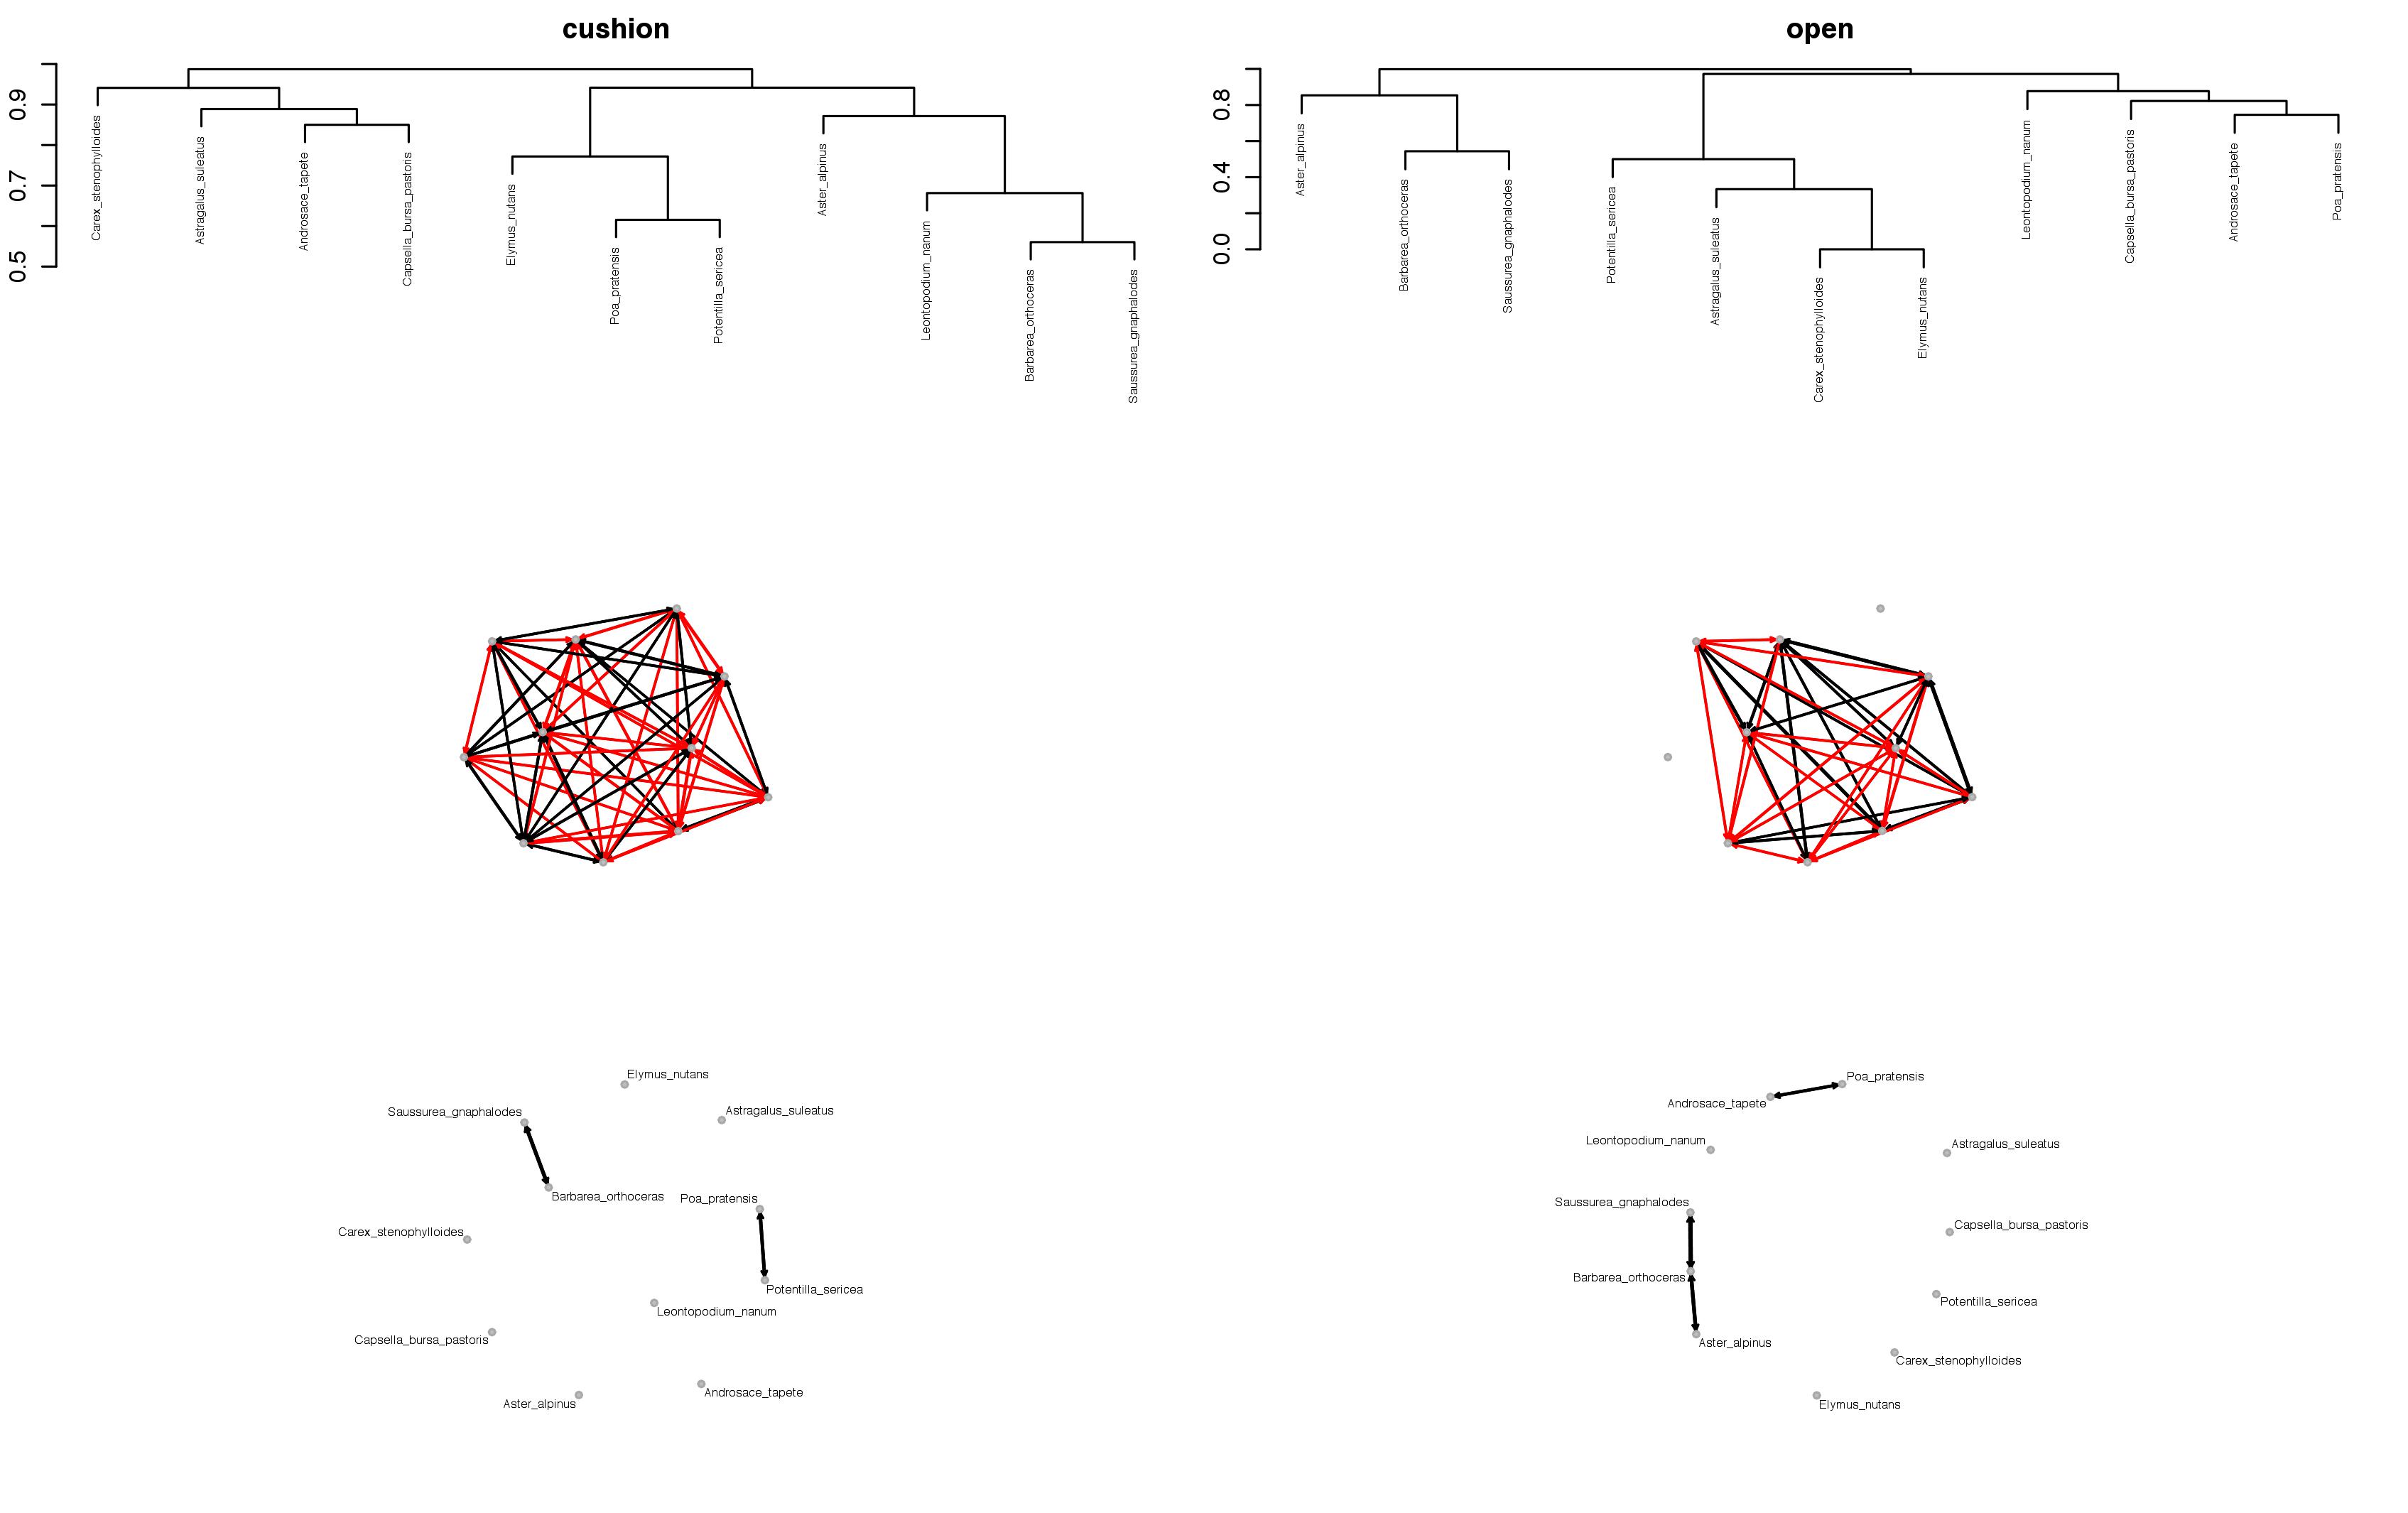 cushion
0.9
0.7
0.5
Carex_stenophylloides
Astragalus_suleatus
Androsace_tapete
Capsella_bursa_pastoris
Elymus_nutans
Poa_pratensis
Potentilla_sericea
Aster_alpinus
Leontopodium_nanum
Barbarea_orthoceras
Saussurea_gnaphalodes
open
0.8
0.4
0.0
Aster_alpinus
Barbarea_orthoceras
Saussurea_gnaphalodes
Potentilla_sericea
Astragalus_suleatus
Carex_stenophylloides
Elymus_nutans
Leontopodium_nanum
Capsella_bursa_pastoris
Androsace_tapete
Poa_pratensis
Elymus_nutans
Saussurea_gnaphalodes
Astragalus_suleatus
Barbarea_orthoceras
Poa_pratensis
Carex_stenophylloides
Potentilla_sericea
Leontopodium_nanum
Capsella_bursa_pastoris
Androsace_tapete
Aster_alpinus
Poa_pratensis
Androsace_tapete
Leontopodium_nanum
Astragalus_suleatus
Saussurea_gnaphalodes
Capsella_bursa_pastoris
Barbarea_orthoceras
Potentilla_sericea
Aster_alpinus
Carex_stenophylloides
Elymus_nutans